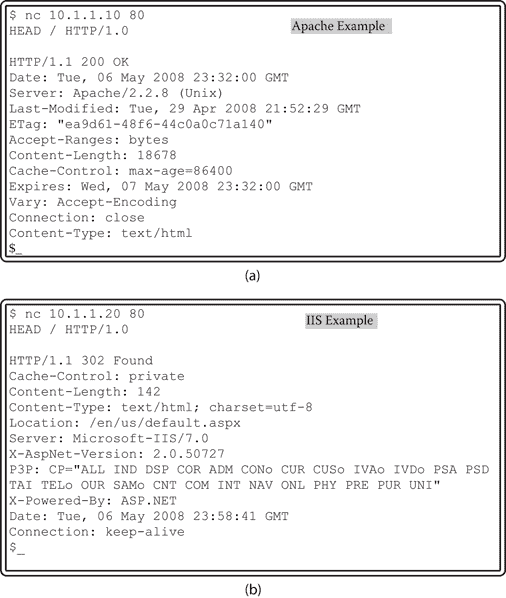 $ nc 10.1.1.10 80
Apache Example
HEAD / HTTP/1.0
HTTP/1.1 200 OK
Date: Tue, 06 May 2008 23:32:00 GMT
Server: Apache/2.2.8 (Unix)
Last-Modified: Tue, 29 Apr 2008 21:52:29 GMT
ETag: "ea9d61-48f6-44c0a0c71a140"
Accept-Ranges: bytes
Content-Length: 18678
Cache-Control: max-age=86400
Expires: Wed, 07 May 2008 23:32:00 GMT
Vary: Accept-Encoding
Connection: close
Content-Type: text/html
$_
(a)
$ nc 10.1.1.20 80
IIS Example
HEAD / HTTP/1.0
HTTP/1.1 302 Found
Cache-Control: private
Content-Length: 142
Content-Type: text/html; charset=utf-8
Location: /en/us/default.aspx
Server: Microsoft-IIS/7.0
X-AspNet-Version: 2.0.50727
P3P: CP="ALL IND DSP COR ADM CONo CUR CUSo IVAo IVDo PSA PSD
TAI TELo OUR SAMo CNT COM INT NAV ONL PHY PRE PUR UNI"
X-Powered-By: ASP.NET
Date: Tue, 06 May 2008 23:58:41 GMT
Connection: keep-alive
$_
(b)